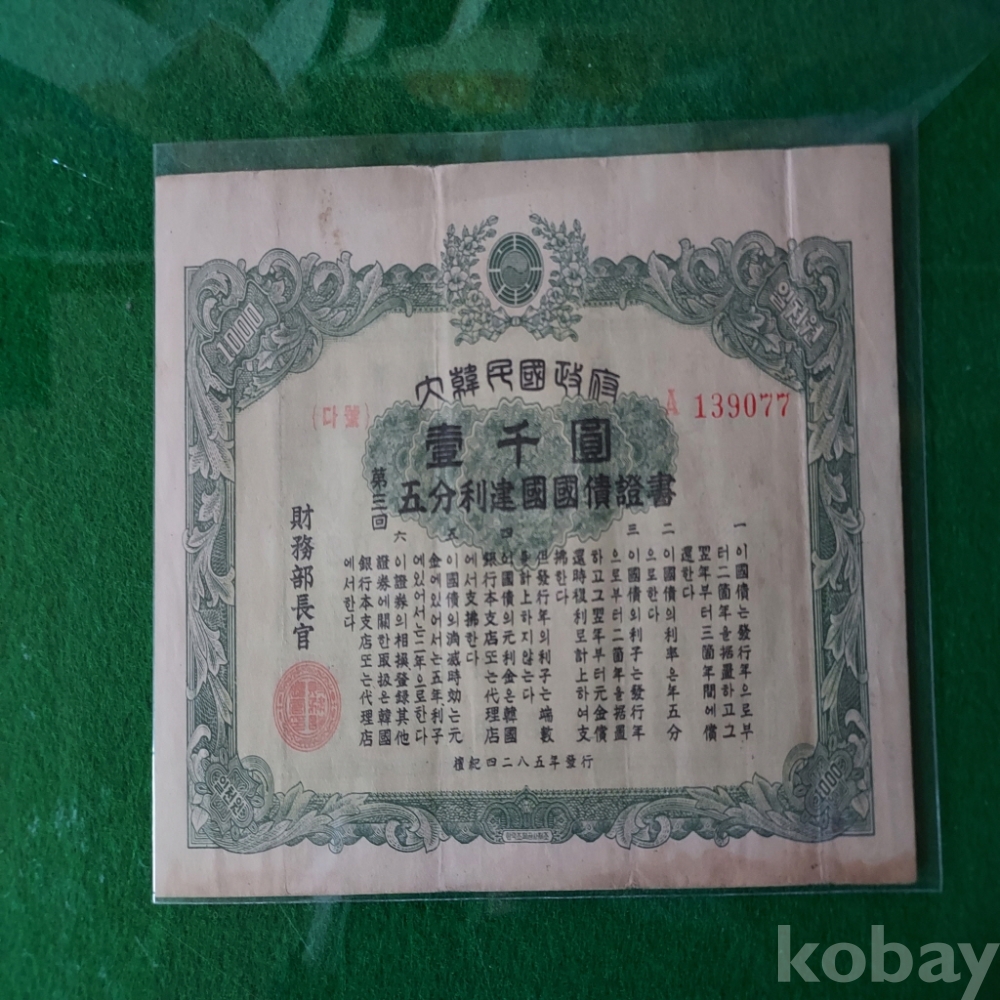 1000
일천원
大韓民國政府
A 139077
(다號)
壹千圓
第三回
五分利建國國債證書
一 이國債는發行年으로부
터二箇年을据置하고그
翌年부터三箇年間에償
還한다
二 이國債의利率은年五分
으로한다
三 이國債의利子는發行年
으로부터二箇年을据置
하고그翌年부터元金償
還時複利로計上하여支
拂한다
但發行年의利子는端數
를計上하지않는다
四 이國債의元利金은韓國
銀行本支店또는代理店
에서支拂한다
五 이國債의消滅時効는元
金에있어서는五年利子
에있어서는二年으로한다
六 이證券의相換登錄其他
證券에關한取扱은韓國
銀行本支店또는代理店
에서한다
財務部長官
檀紀四二八五年發行
일천원
1000
kobay